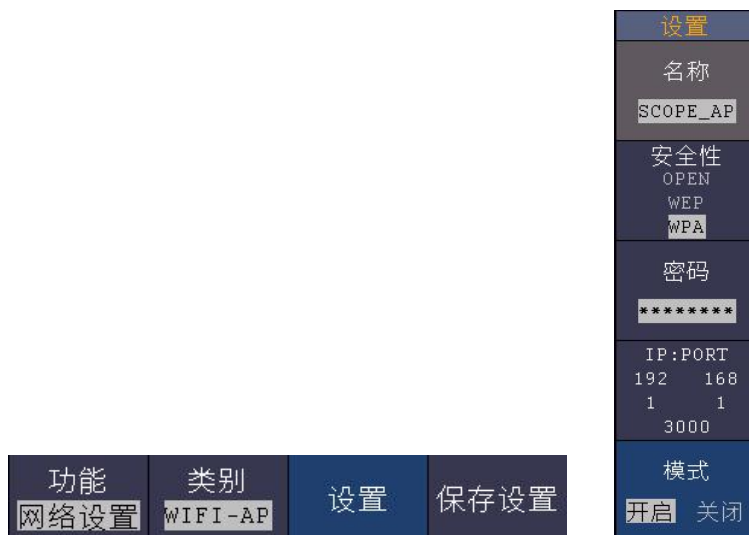 设置
名称
SCOPE_AP
安全性
OPEN
WEP
WPA
密码
********
IP:PORT
192 168
1 1
3000
模式
开启 关闭
功能 类别 设置 保存设置
网络设置 WIFI-AP